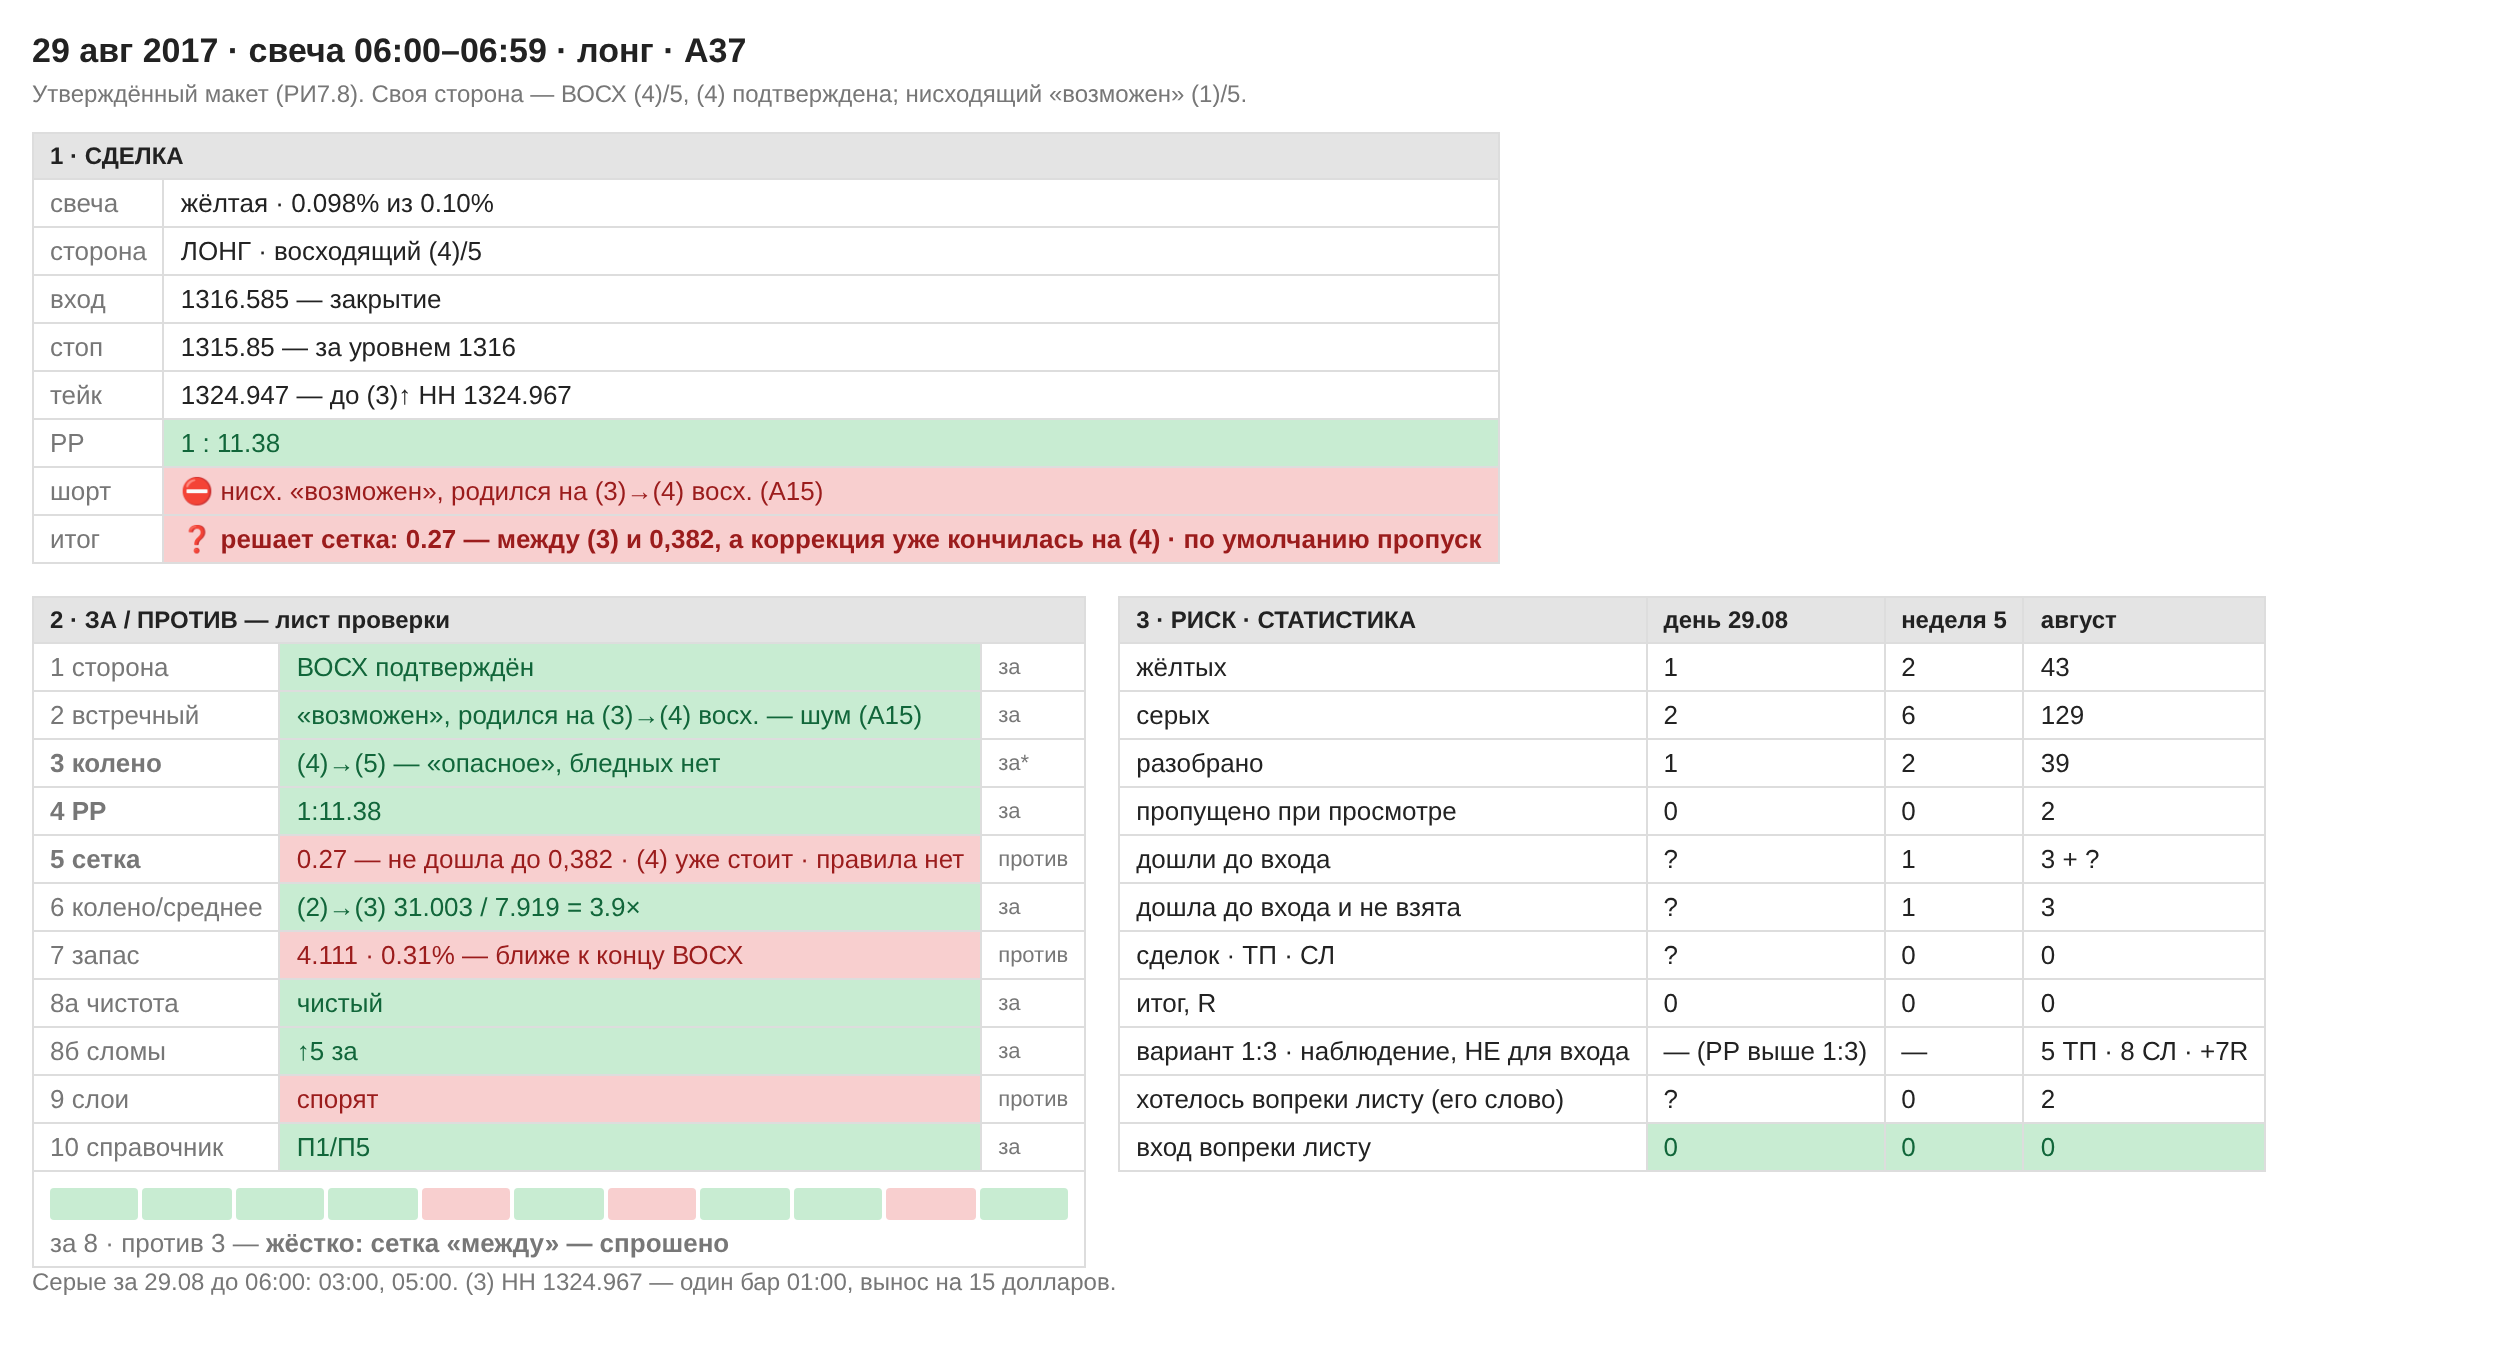 29 авг 2017 · свеча 06:00–06:59 · лонг · А37
Утверждённый макет (РИ7.8). Своя сторона — ВОСХ (4)/5, (4) подтверждена; нисходящий «возможен» (1)/5.
1 · СДЕЛКА
свеча жёлтая · 0.098% из 0.10%
сторона ЛОНГ · восходящий (4)/5
вход 1316.585 — закрытие
стоп 1315.85 — за уровнем 1316
тейк 1324.947 — до (3)↑ НН 1324.967
РР 1 : 11.38
шорт ⛔ нисх. «возможен», родился на (3)→(4) восх. (А15)
итог ❓ решает сетка: 0.27 — между (3) и 0,382, а коррекция уже кончилась на (4) · по умолчанию пропуск
2 · ЗА / ПРОТИВ — лист проверки
1 сторона ВОСХ подтверждён за
2 встречный «возможен», родился на (3)→(4) восх. — шум (А15) за
3 колено (4)→(5) — «опасное», бледных нет за*
4 РР 1:11.38 за
5 сетка 0.27 — не дошла до 0,382 · (4) уже стоит · правила нет против
6 колено/среднее (2)→(3) 31.003 / 7.919 = 3.9× за
7 запас 4.111 · 0.31% — ближе к концу ВОСХ против
8а чистота чистый за
8б сломы ↑5 за за
9 слои спорят против
10 справочник П1/П5 за
за 8 · против 3 — жёстко: сетка «между» — спрошено
3 · РИСК · СТАТИСТИКА день 29.08 неделя 5 август
жёлтых 1 2 43
серых 2 6 129
разобрано 1 2 39
пропущено при просмотре 0 0 2
дошли до входа ? 1 3 + ?
дошла до входа и не взята ? 1 3
сделок · ТП · СЛ ? 0 0
итог, R 0 0 0
вариант 1:3 · наблюдение, НЕ для входа — (РР выше 1:3) — 5 ТП · 8 СЛ · +7R
хотелось вопреки листу (его слово) ? 0 2
вход вопреки листу 0 0 0
Серые за 29.08 до 06:00: 03:00, 05:00. (3) НН 1324.967 — один бар 01:00, вынос на 15 долларов.